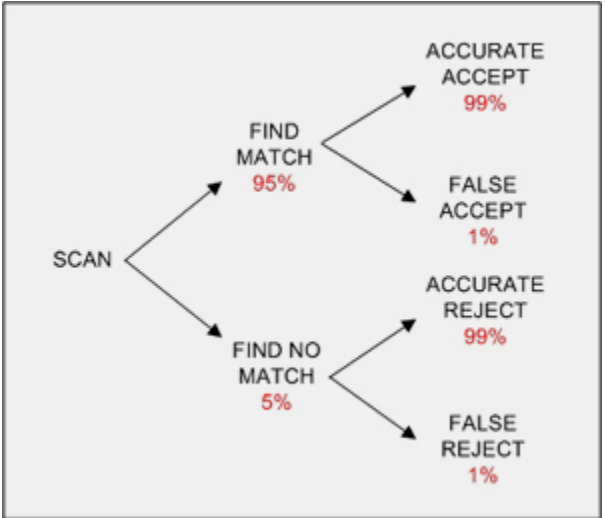 SCAN
FIND
MATCH
95%
ACCURATE
ACCEPT
99%
FALSE
ACCEPT
1%
FIND NO
MATCH
5%
ACCURATE
REJECT
99%
FALSE
REJECT
1%